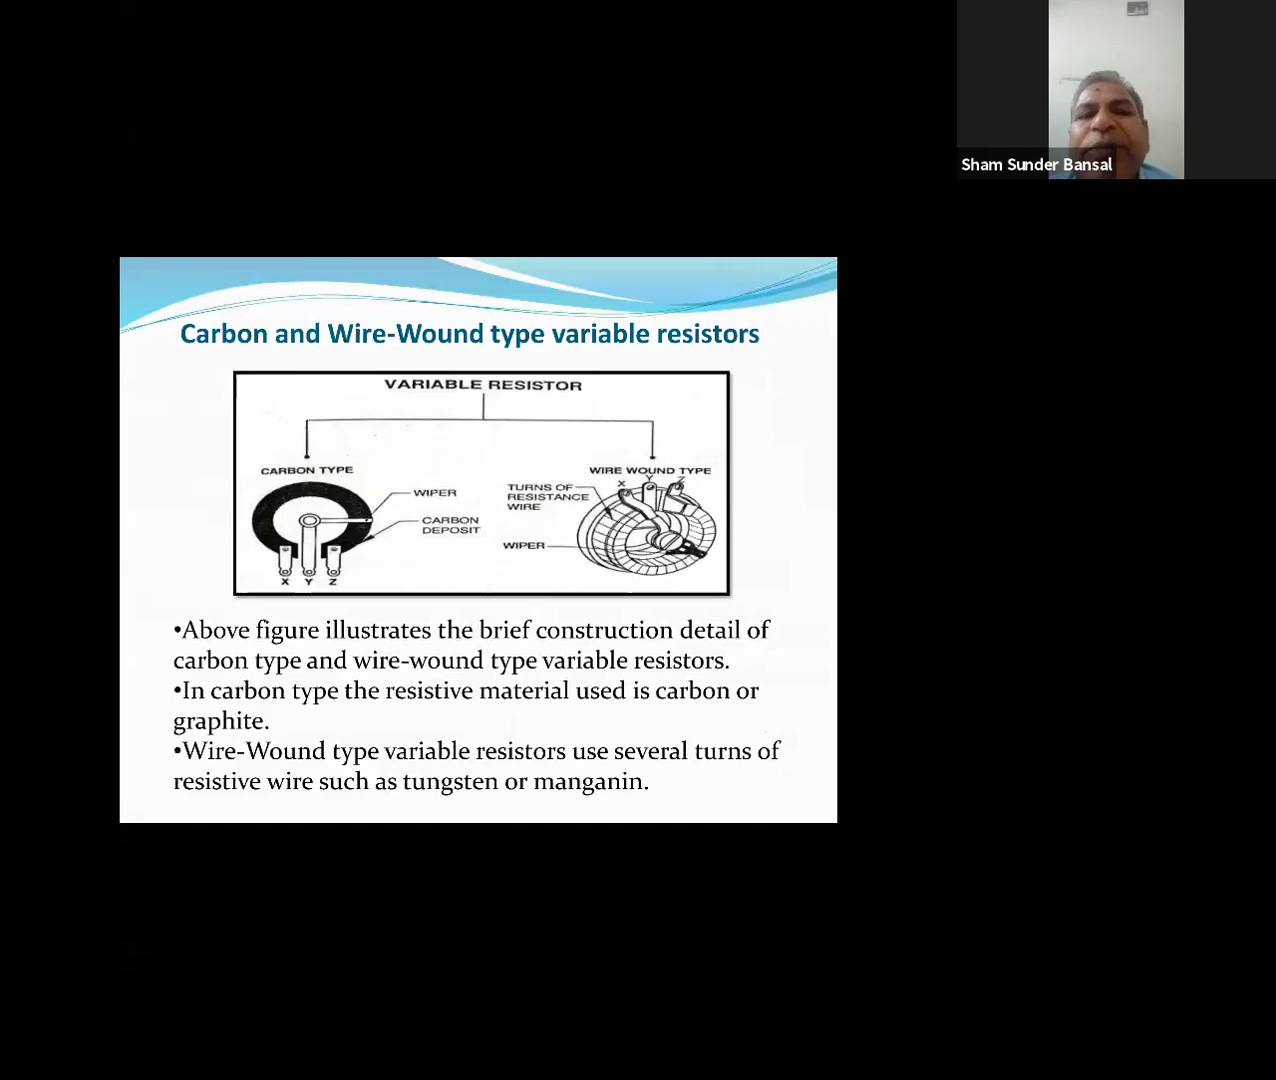 Sham Sunder Bansal
Carbon and Wire-Wound type variable resistors
VARIABLE RESISTOR
CARBON TYPE
WIPER
CARBON
DEPOSIT
X Y Z
WIRE WOUND TYPE
X Y Z
TURNS OF
RESISTANCE
WIRE
WIPER
•Above figure illustrates the brief construction detail of
carbon type and wire-wound type variable resistors.
•In carbon type the resistive material used is carbon or
graphite.
•Wire-Wound type variable resistors use several turns of
resistive wire such as tungsten or manganin.